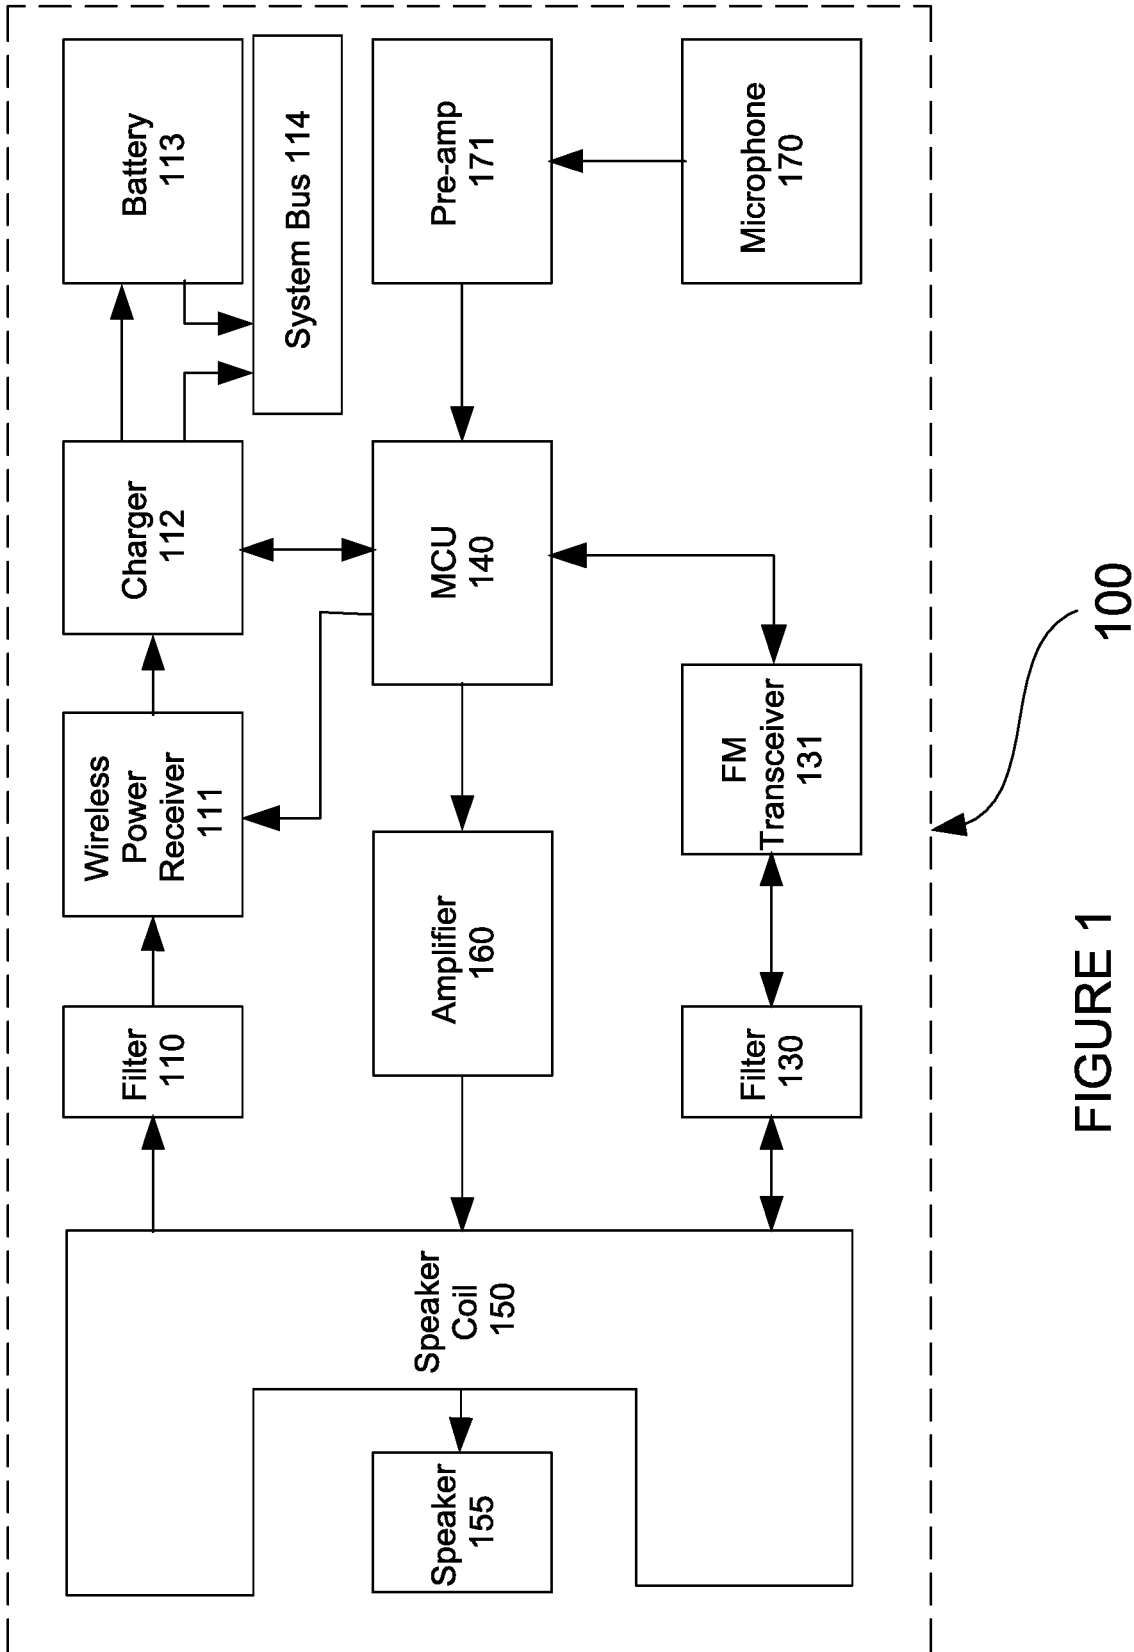 Speaker
155
Speaker
Coil
150
Filter
110
Wireless
Power
Receiver
111
Charger
112
Battery
113
System Bus 114
Amplifier
160
MCU
140
Pre-amp
171
Filter
130
FM
Transceiver
131
Microphone
170
100
FIGURE 1